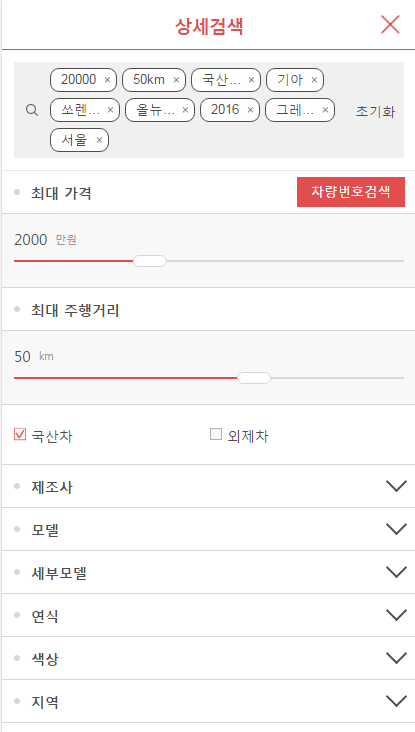 상세검색
20000 × 50km × 국산... × 기아 ×
쏘렌... × 올뉴... × 2016 × 그레... × 초기화
서울 ×
최대 가격 차량번호검색
2000 만원
최대 주행거리
50 km
국산차 외제차
제조사
모델
세부모델
연식
색상
지역